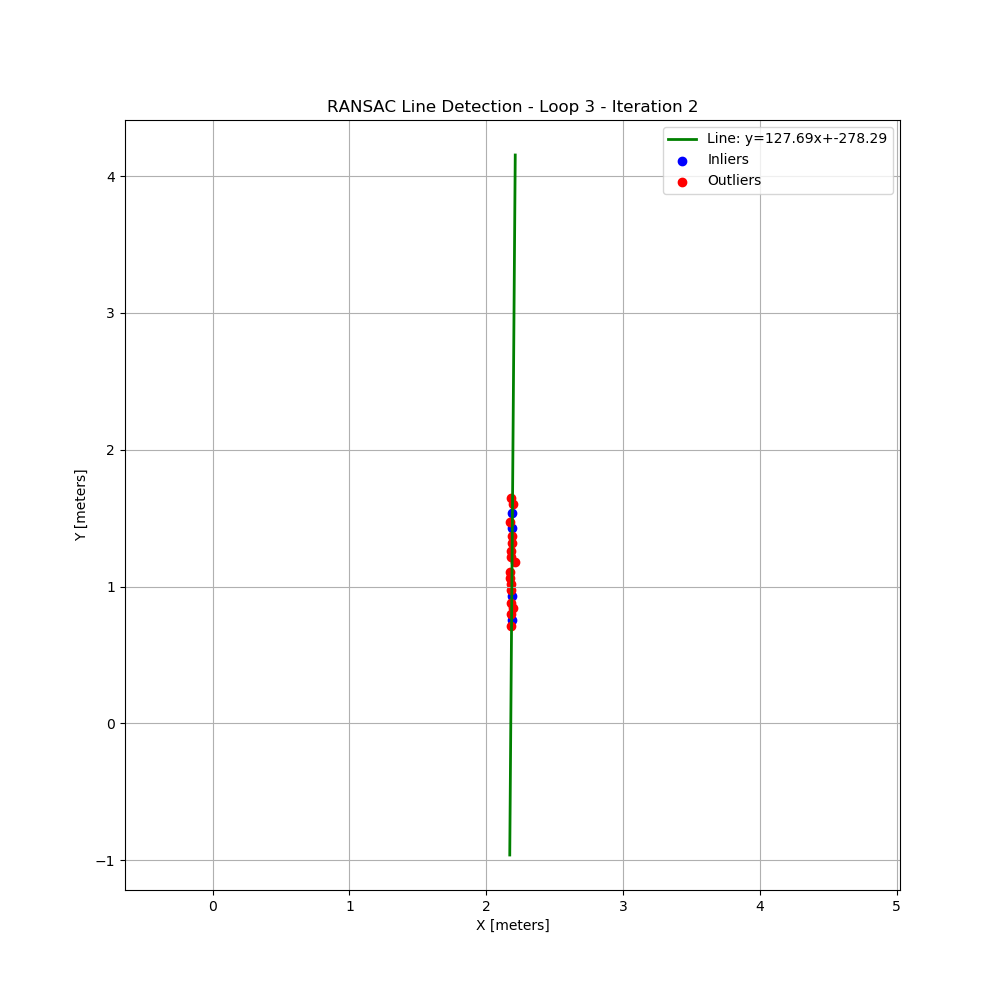 RANSAC Line Detection - Loop 3 - Iteration 2
Line: y=127.69x+-278.29
Inliers
Outliers
4
3
2
1
0
−1
Y [meters]
0 1 2 3 4 5
X [meters]